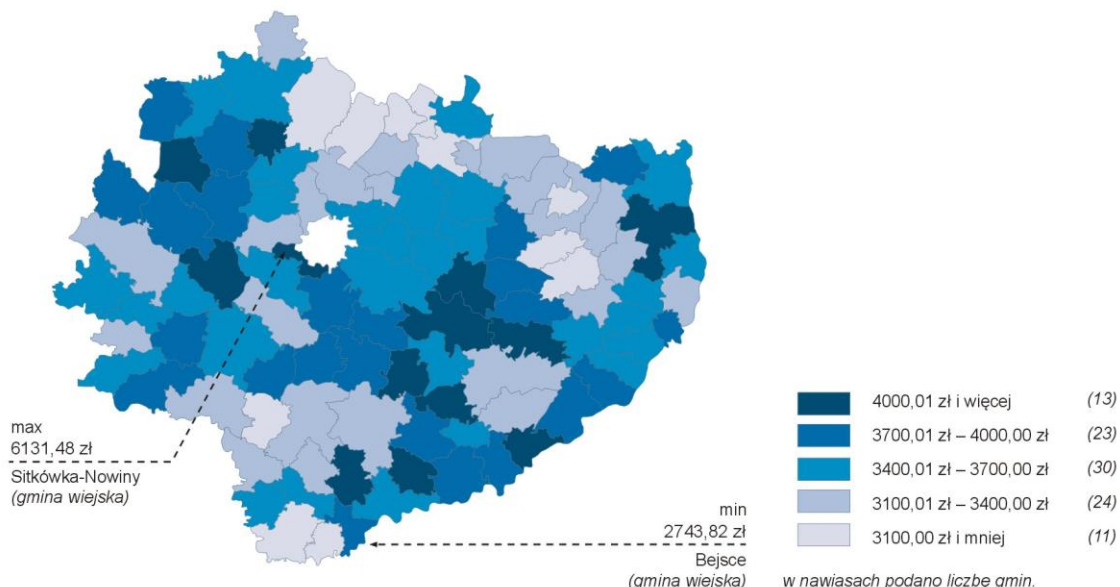 max
6131,48 zł
Sitkówka-Nowiny
(gmina wiejska)
min
2743,82 zł
Bejsce
(gmina wiejska)
4000,01 zł i więcej (13)
3700,01 zł – 4000,00 zł (23)
3400,01 zł – 3700,00 zł (30)
3100,01 zł – 3400,00 zł (24)
3100,00 zł i mniej (11)
w nawiasach podano liczbę gmin.